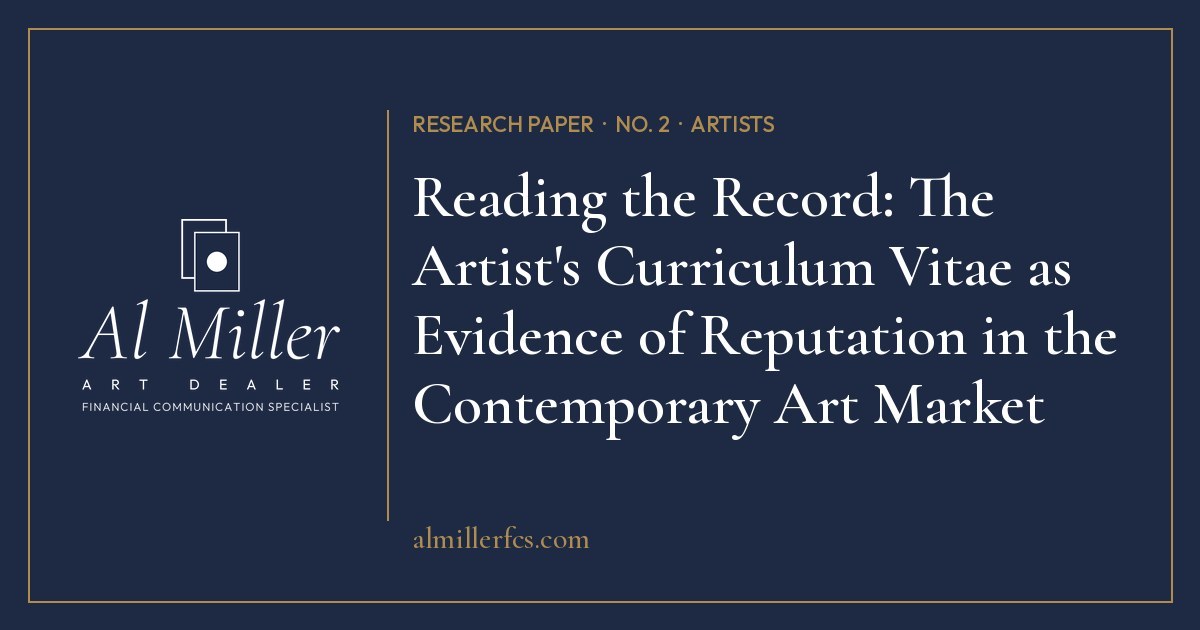 Al Miller
ART DEALER
FINANCIAL COMMUNICATION SPECIALIST
RESEARCH PAPER · NO. 2 · ARTISTS
Reading the Record: The
Artist's Curriculum Vitae as
Evidence of Reputation in the
Contemporary Art Market
almillerfcs.com